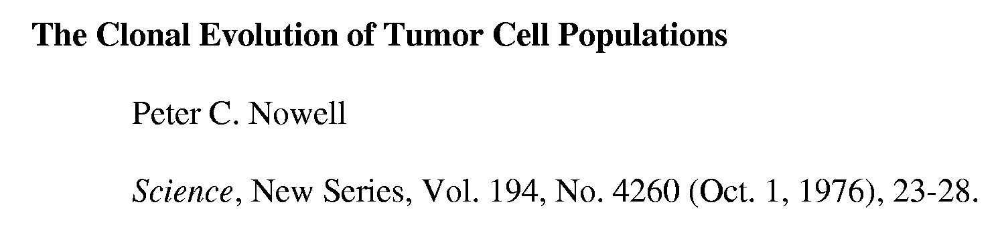 The Clonal Evolution of Tumor Cell Populations
Peter C. Nowell
Science, New Series, Vol. 194, No. 4260 (Oct. 1, 1976), 23-28.